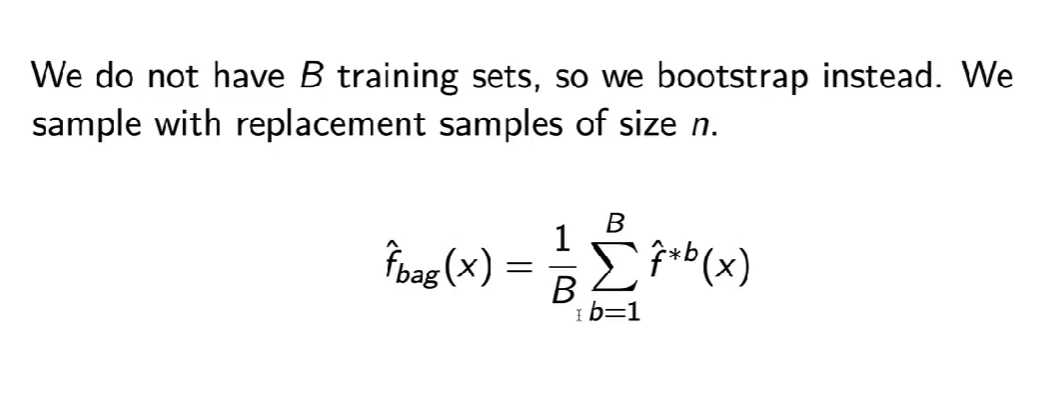 We do not have B training sets, so we bootstrap instead. We
sample with replacement samples of size n.
$\hat{f}_{bag}(x) = \frac{1}{B} \sum_{b=1}^{B} \hat{f}^{*b}(x)$